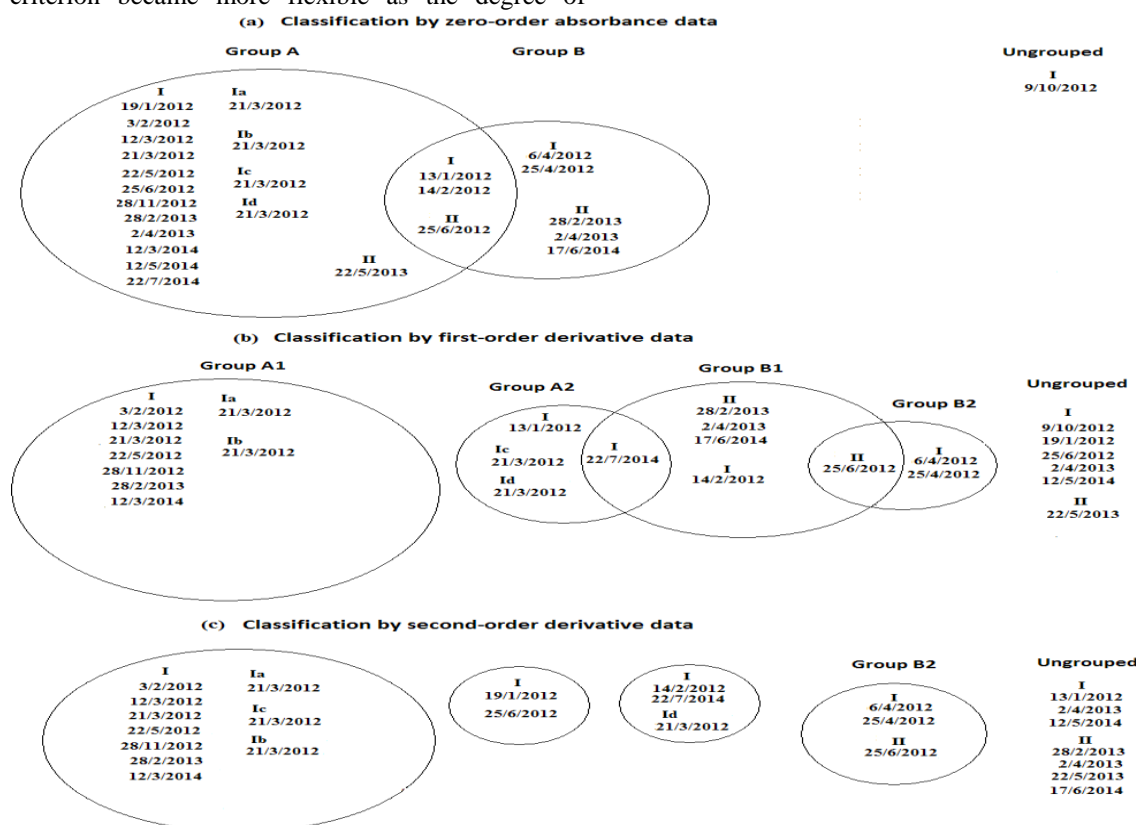 criterion became more flexible as the degree of
(a) Classification by zero-order absorbance data
Group A
Group B
Ungrouped
I
9/10/2012
I
19/1/2012
3/2/2012
12/3/2012
21/3/2012
22/5/2012
25/6/2012
28/11/2012
28/2/2013
2/4/2013
12/3/2014
12/5/2014
22/7/2014
Ia
21/3/2012
Ib
21/3/2012
Ic
21/3/2012
Id
21/3/2012
II
22/5/2013
I
13/1/2012
14/2/2012
II
25/6/2012
I
6/4/2012
25/4/2012
II
28/2/2013
2/4/2013
17/6/2014
(b) Classification by first-order derivative data
Group A1
I
3/2/2012
12/3/2012
21/3/2012
22/5/2012
28/11/2012
28/2/2013
12/3/2014
Ia
21/3/2012
Ib
21/3/2012
Group A2
I
13/1/2012
Ic
21/3/2012
Id
21/3/2012
I
22/7/2014
Group B1
II
28/2/2013
2/4/2013
17/6/2014
I
14/2/2012
II
25/6/2012
Group B2
I
6/4/2012
25/4/2012
Ungrouped
I
9/10/2012
19/1/2012
25/6/2012
2/4/2013
12/5/2014
II
22/5/2013
(c) Classification by second-order derivative data
I
3/2/2012
12/3/2012
21/3/2012
22/5/2012
28/11/2012
28/2/2013
12/3/2014
Ia
21/3/2012
Ic
21/3/2012
Ib
21/3/2012
I
19/1/2012
25/6/2012
I
14/2/2012
22/7/2014
Id
21/3/2012
Group B2
I
6/4/2012
25/4/2012
II
25/6/2012
Ungrouped
I
13/1/2012
2/4/2013
12/5/2014
II
28/2/2013
2/4/2013
22/5/2013
17/6/2014